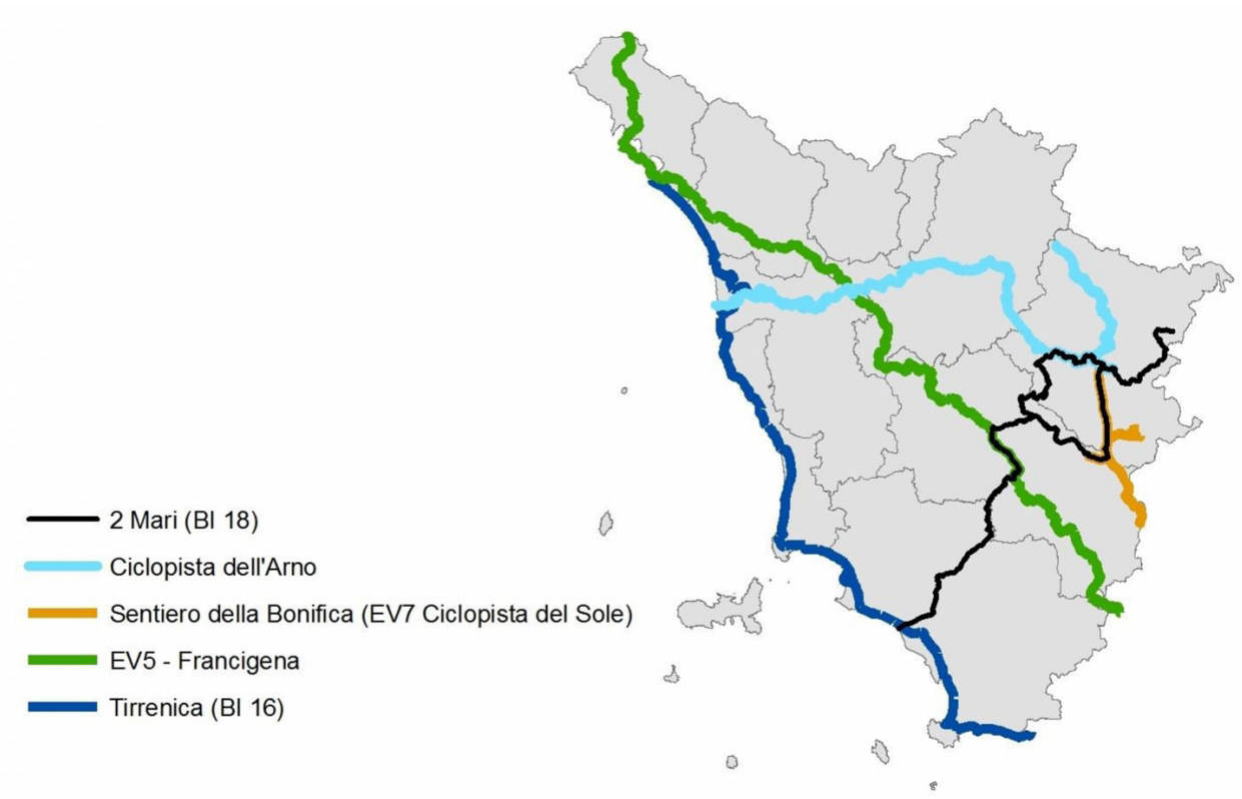 2 Mari (BI 18)
Ciclopista dell'Arno
Sentiero della Bonifica (EV7 Ciclopista del Sole)
EV5 - Francigena
Tirrenica (BI 16)